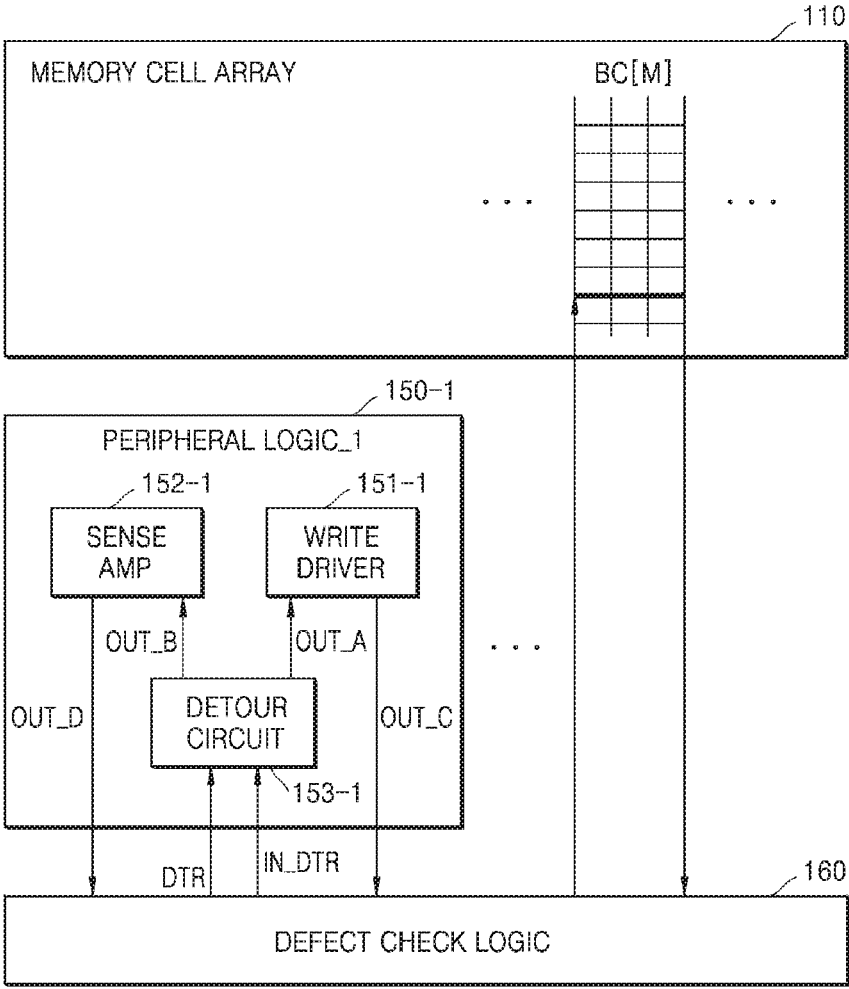 110
MEMORY CELL ARRAY
BC[M]
150-1
PERIPHERAL LOGIC_1
152-1
151-1
SENSE
AMP
WRITE
DRIVER
OUT_B
OUT_A
OUT_D
DETOUR
CIRCUIT
OUT_C
153-1
DTR
IN_DTR
160
DEFECT CHECK LOGIC